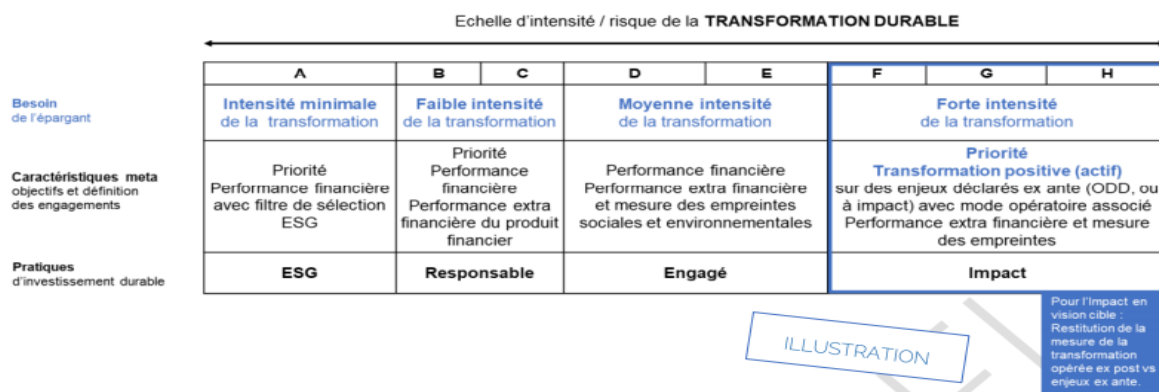 Echelle d'intensité / risque de la TRANSFORMATION DURABLE
A B C D E F G H
Besoin
de l'épargant
Intensité minimale
de la transformation
Faible intensité
de la transformation
Moyenne intensité
de la transformation
Forte intensité
de la transformation
Caractéristiques meta
objectifs et définition
des engagements
Priorité
Performance financière
avec filtre de sélection
ESG
Priorité
Performance
financière
Performance extra
financière du produit
financier
Performance financière
Performance extra financière
et mesure des empreintes
sociales et environnementales
Priorité
Transformation positive (actif)
sur des enjeux déclarés ex ante (ODD, ou
à impact) avec mode opératoire associé
Performance extra financière et mesure
des empreintes
Pratiques
d'investissement durable
ESG
Responsable
Engagé
Impact
Pour l'Impact en
vision cible :
Restitution de la
mesure de la
transformation
opérée ex post vs
enjeux ex ante.
ILLUSTRATION